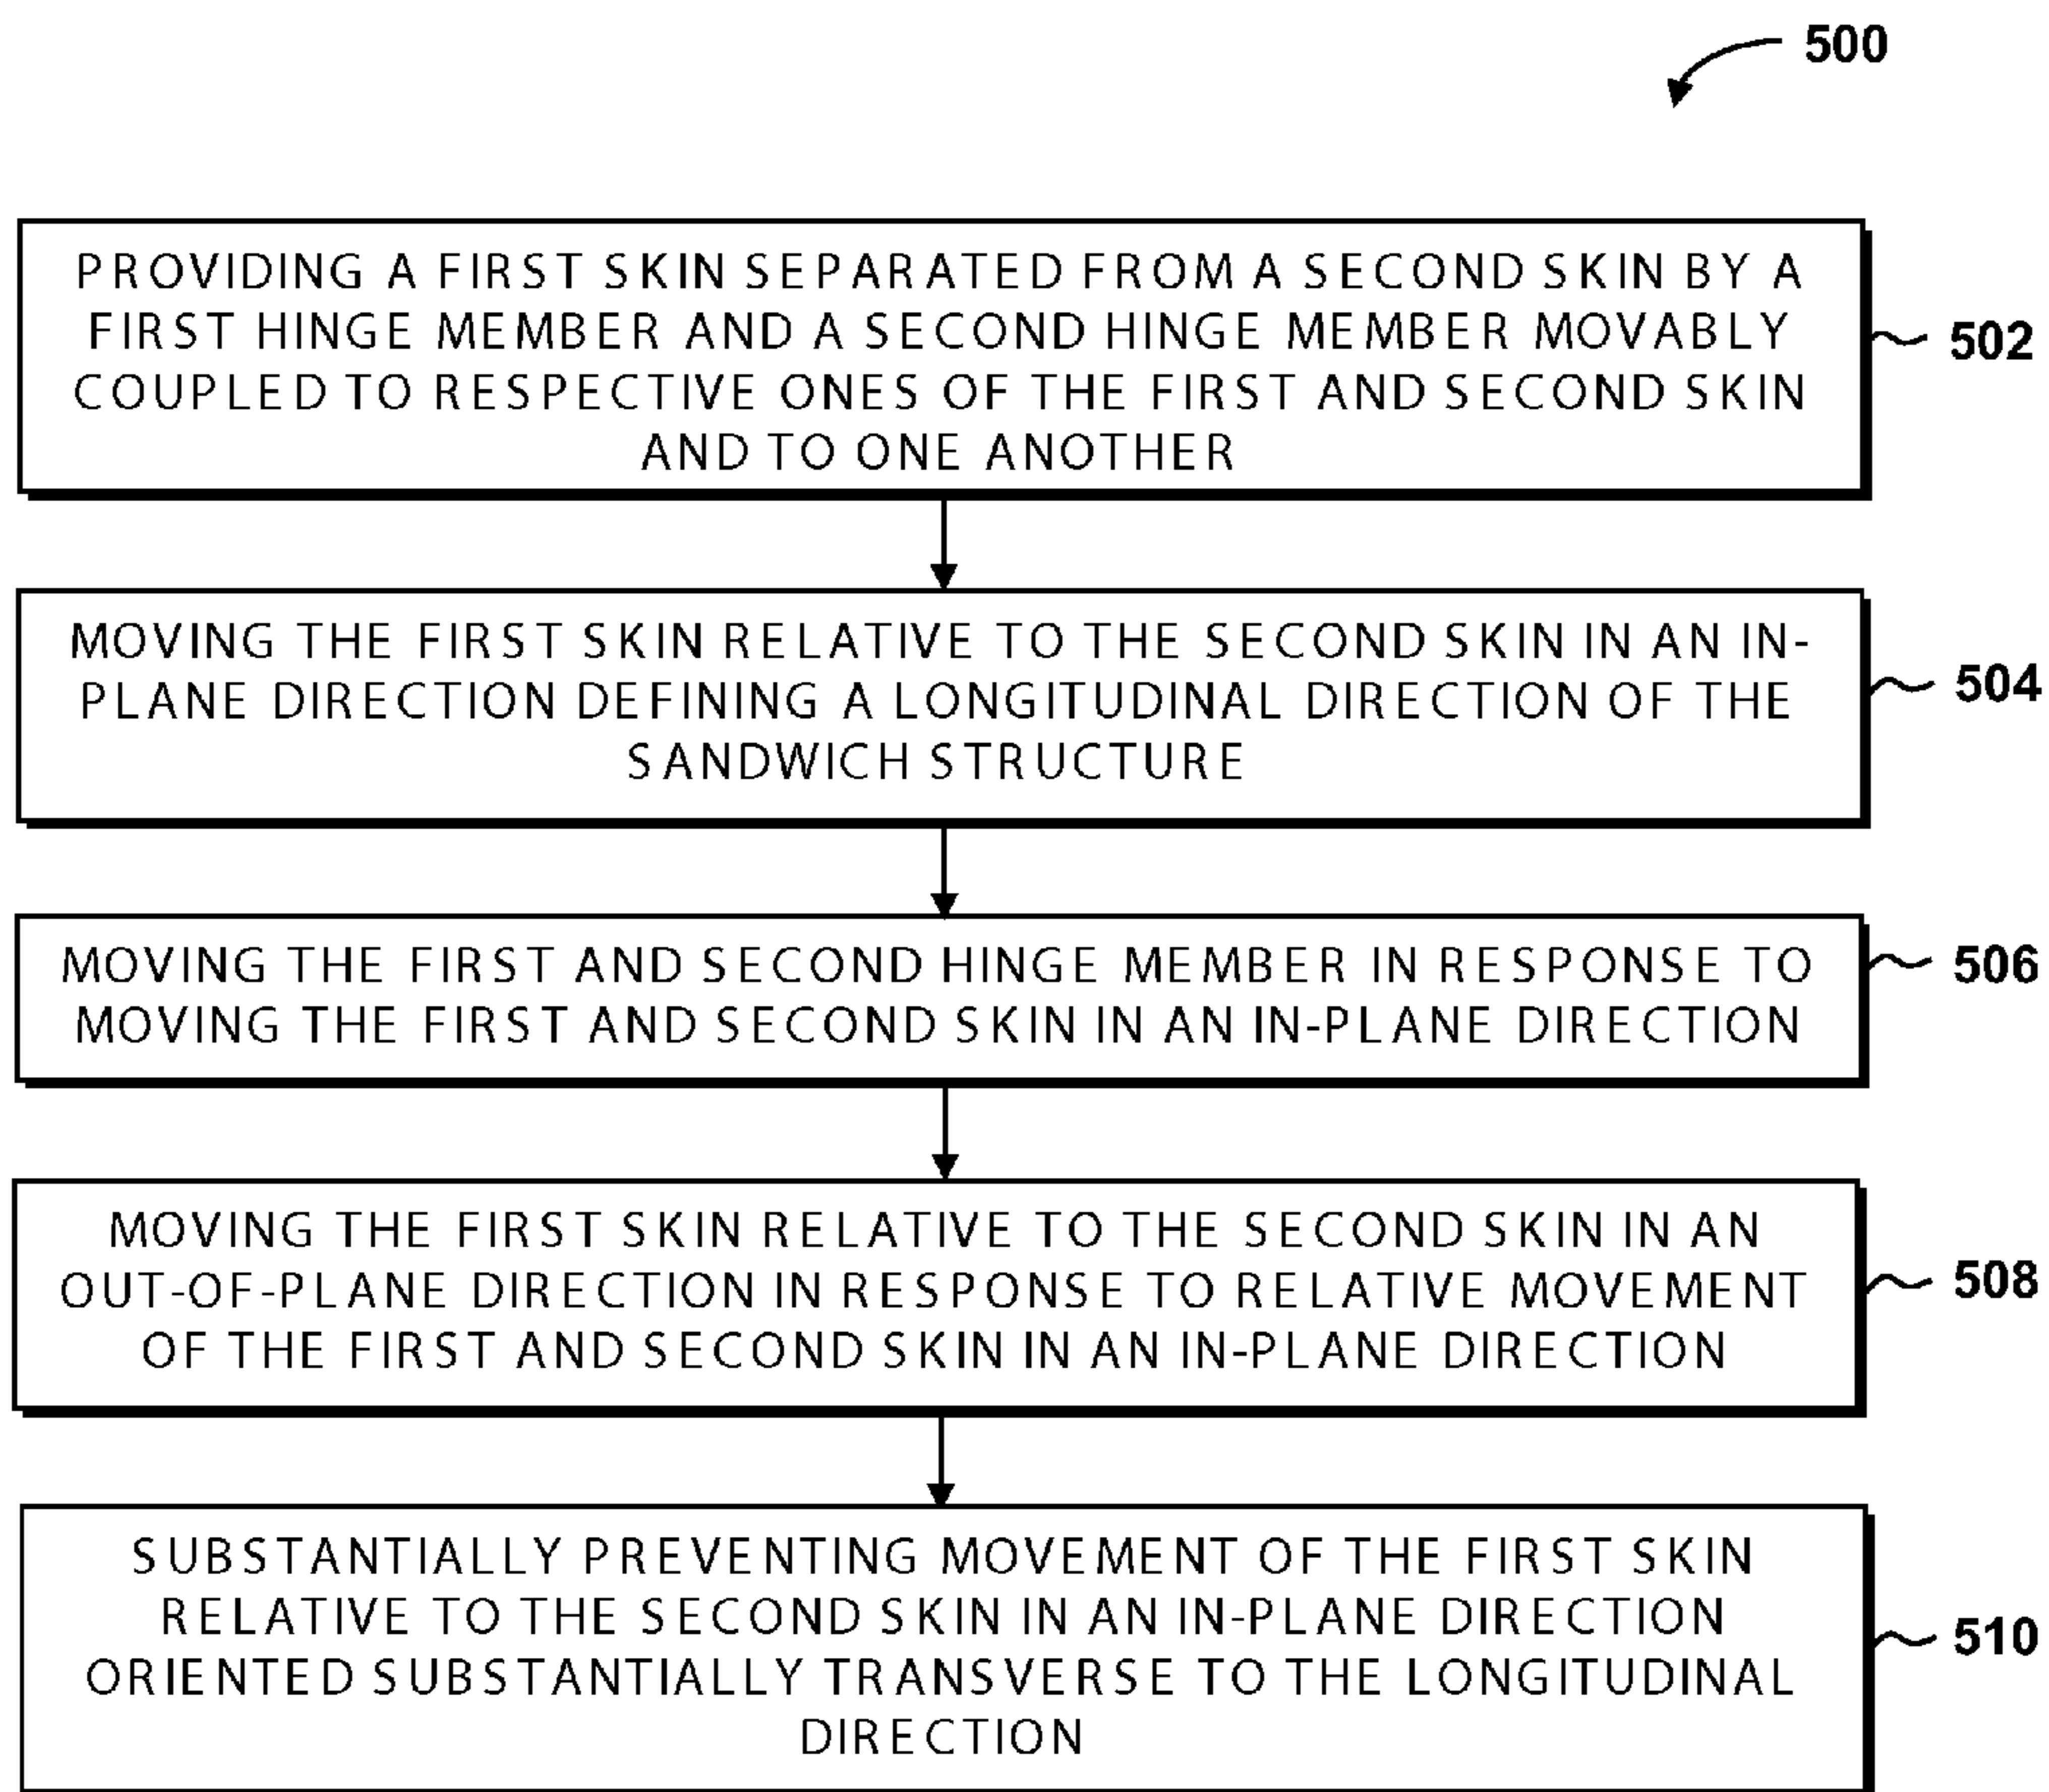 500
PROVIDING A FIRST SKIN SEPARATED FROM A SECOND SKIN BY A
FIRST HINGE MEMBER AND A SECOND HINGE MEMBER MOVABLY
COUPLED TO RESPECTIVE ONES OF THE FIRST AND SECOND SKIN
AND TO ONE ANOTHER
502
MOVING THE FIRST SKIN RELATIVE TO THE SECOND SKIN IN AN IN-
PLANE DIRECTION DEFINING A LONGITUDINAL DIRECTION OF THE
SANDWICH STRUCTURE
504
MOVING THE FIRST AND SECOND HINGE MEMBER IN RESPONSE TO
MOVING THE FIRST AND SECOND SKIN IN AN IN-PLANE DIRECTION
506
MOVING THE FIRST SKIN RELATIVE TO THE SECOND SKIN IN AN
OUT-OF-PLANE DIRECTION IN RESPONSE TO RELATIVE MOVEMENT
OF THE FIRST AND SECOND SKIN IN AN IN-PLANE DIRECTION
508
SUBSTANTIALLY PREVENTING MOVEMENT OF THE FIRST SKIN
RELATIVE TO THE SECOND SKIN IN AN IN-PLANE DIRECTION
ORIENTED SUBSTANTIALLY TRANSVERSE TO THE LONGITUDINAL
DIRECTION
510